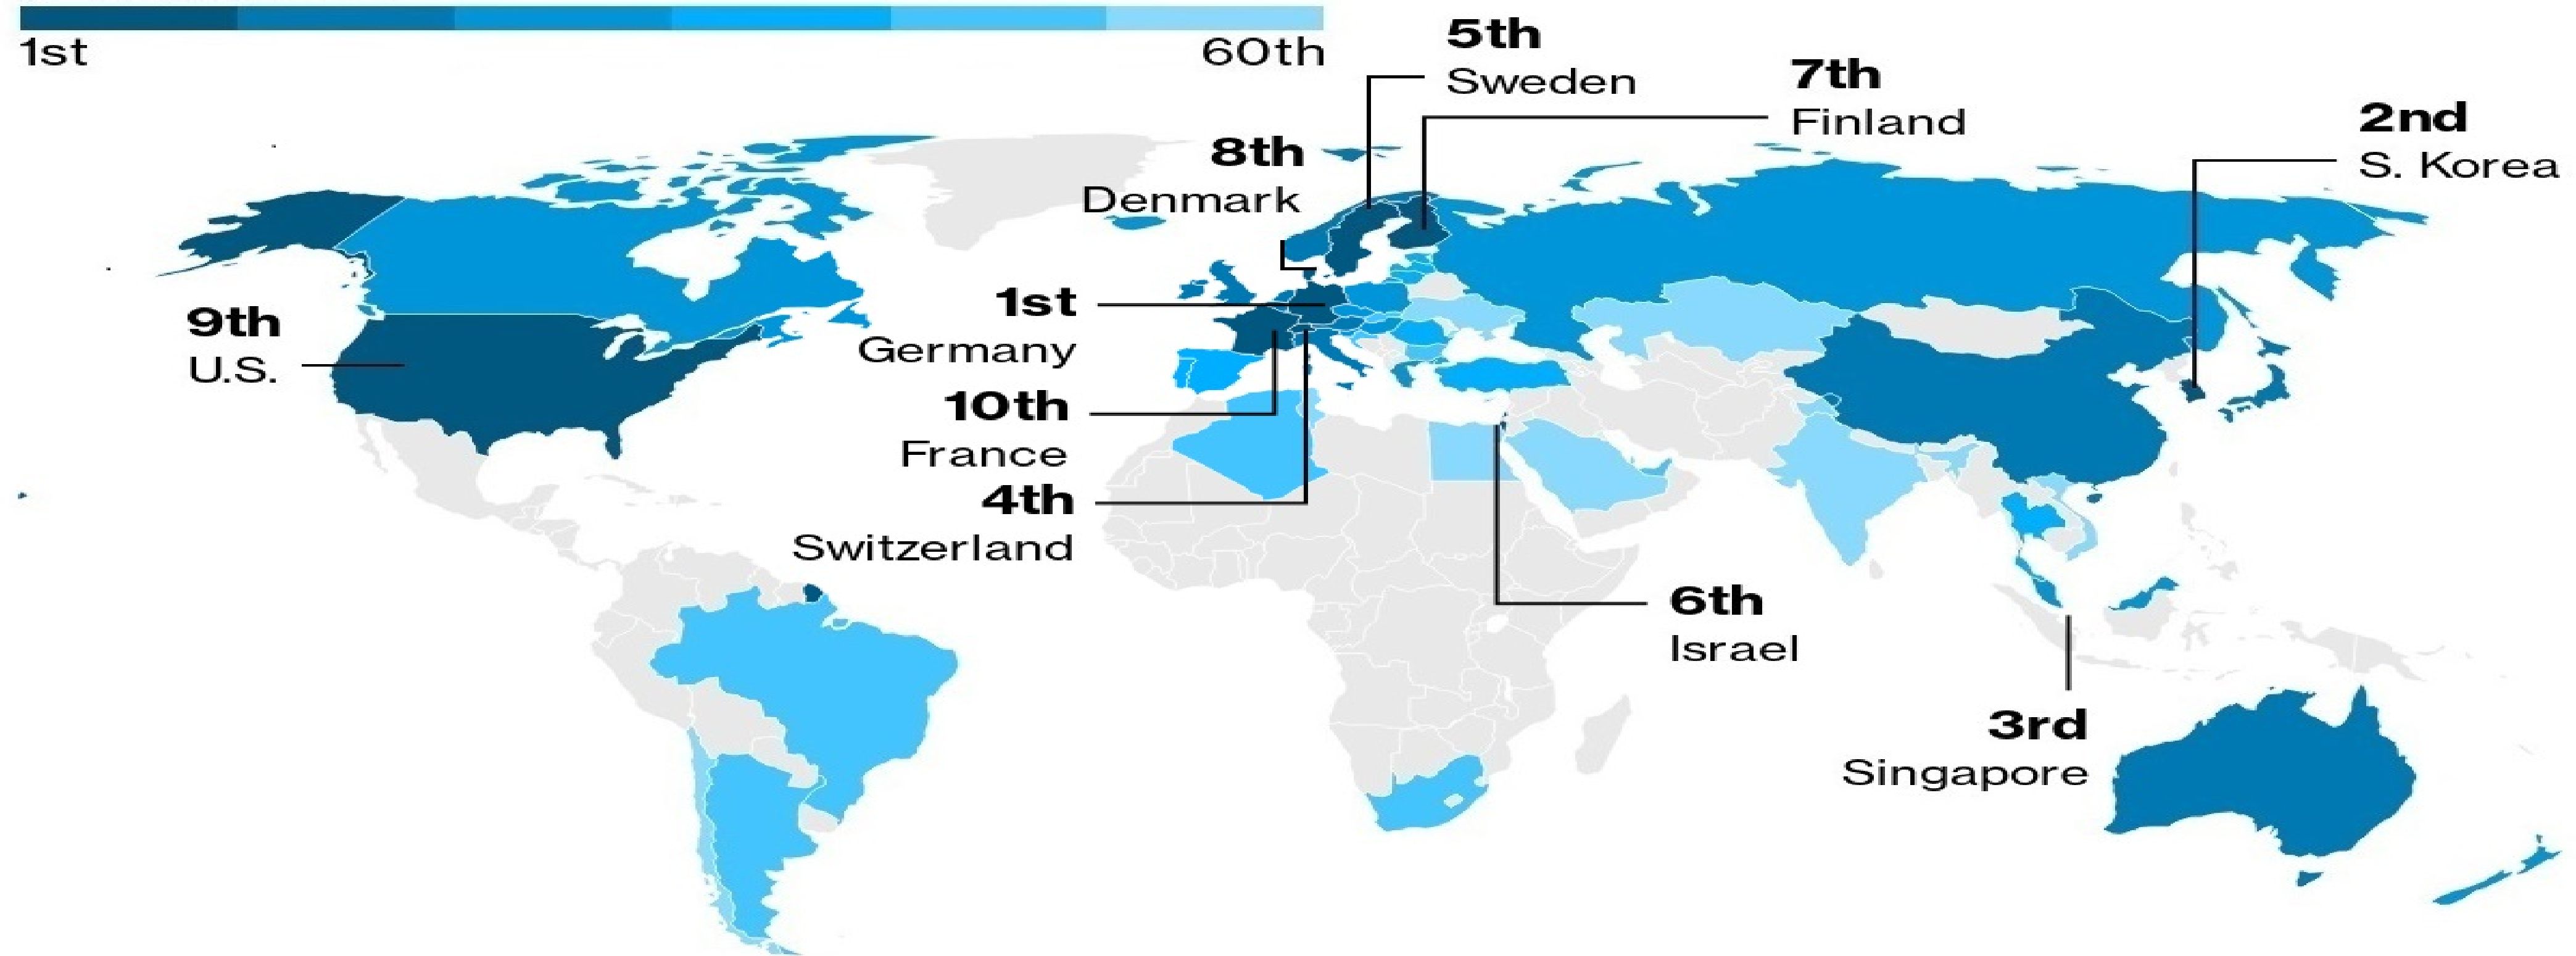 1st
60th
5th
Sweden
7th
Finland
2nd
S. Korea
8th
Denmark
1st
Germany
9th
U.S.
10th
France
4th
Switzerland
6th
Israel
3rd
Singapore